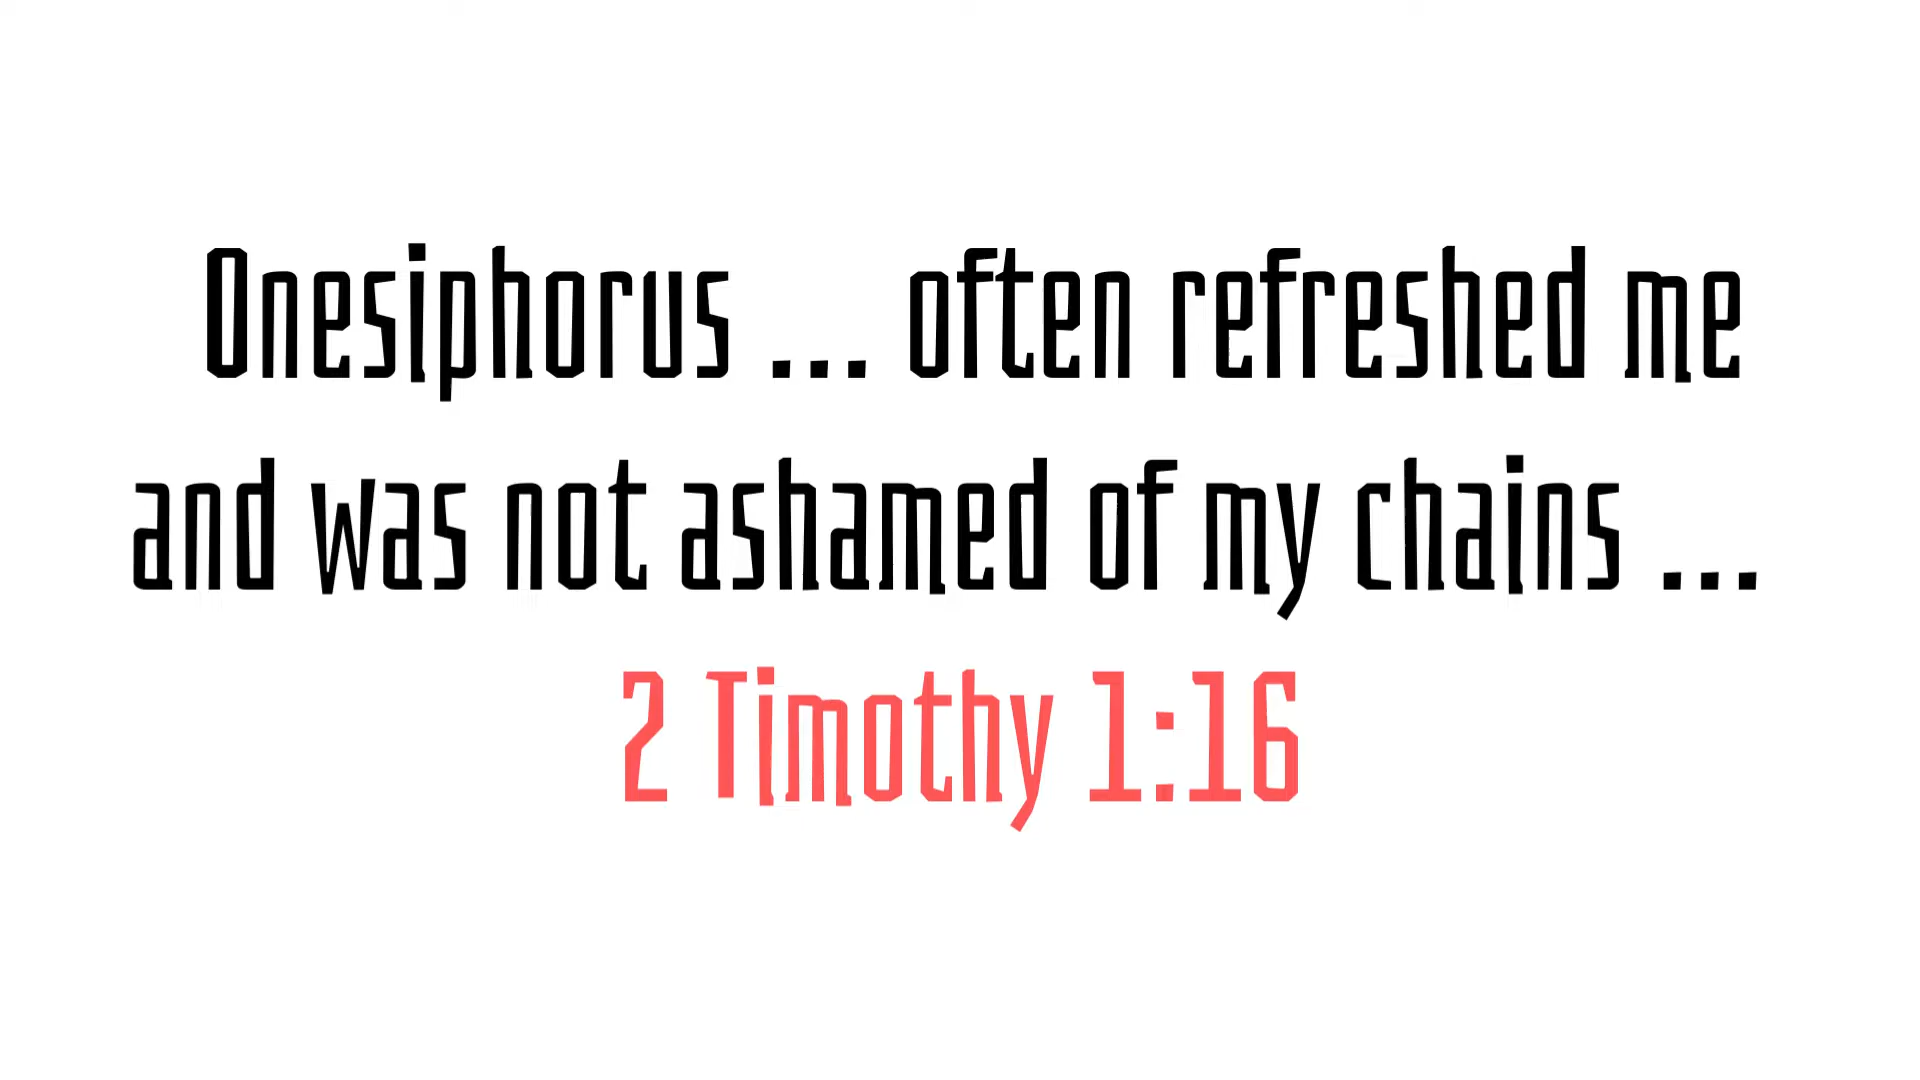 Onesiphorus ... often refreshed me
and was not ashamed of my chains ...
2 Timothy 1:16